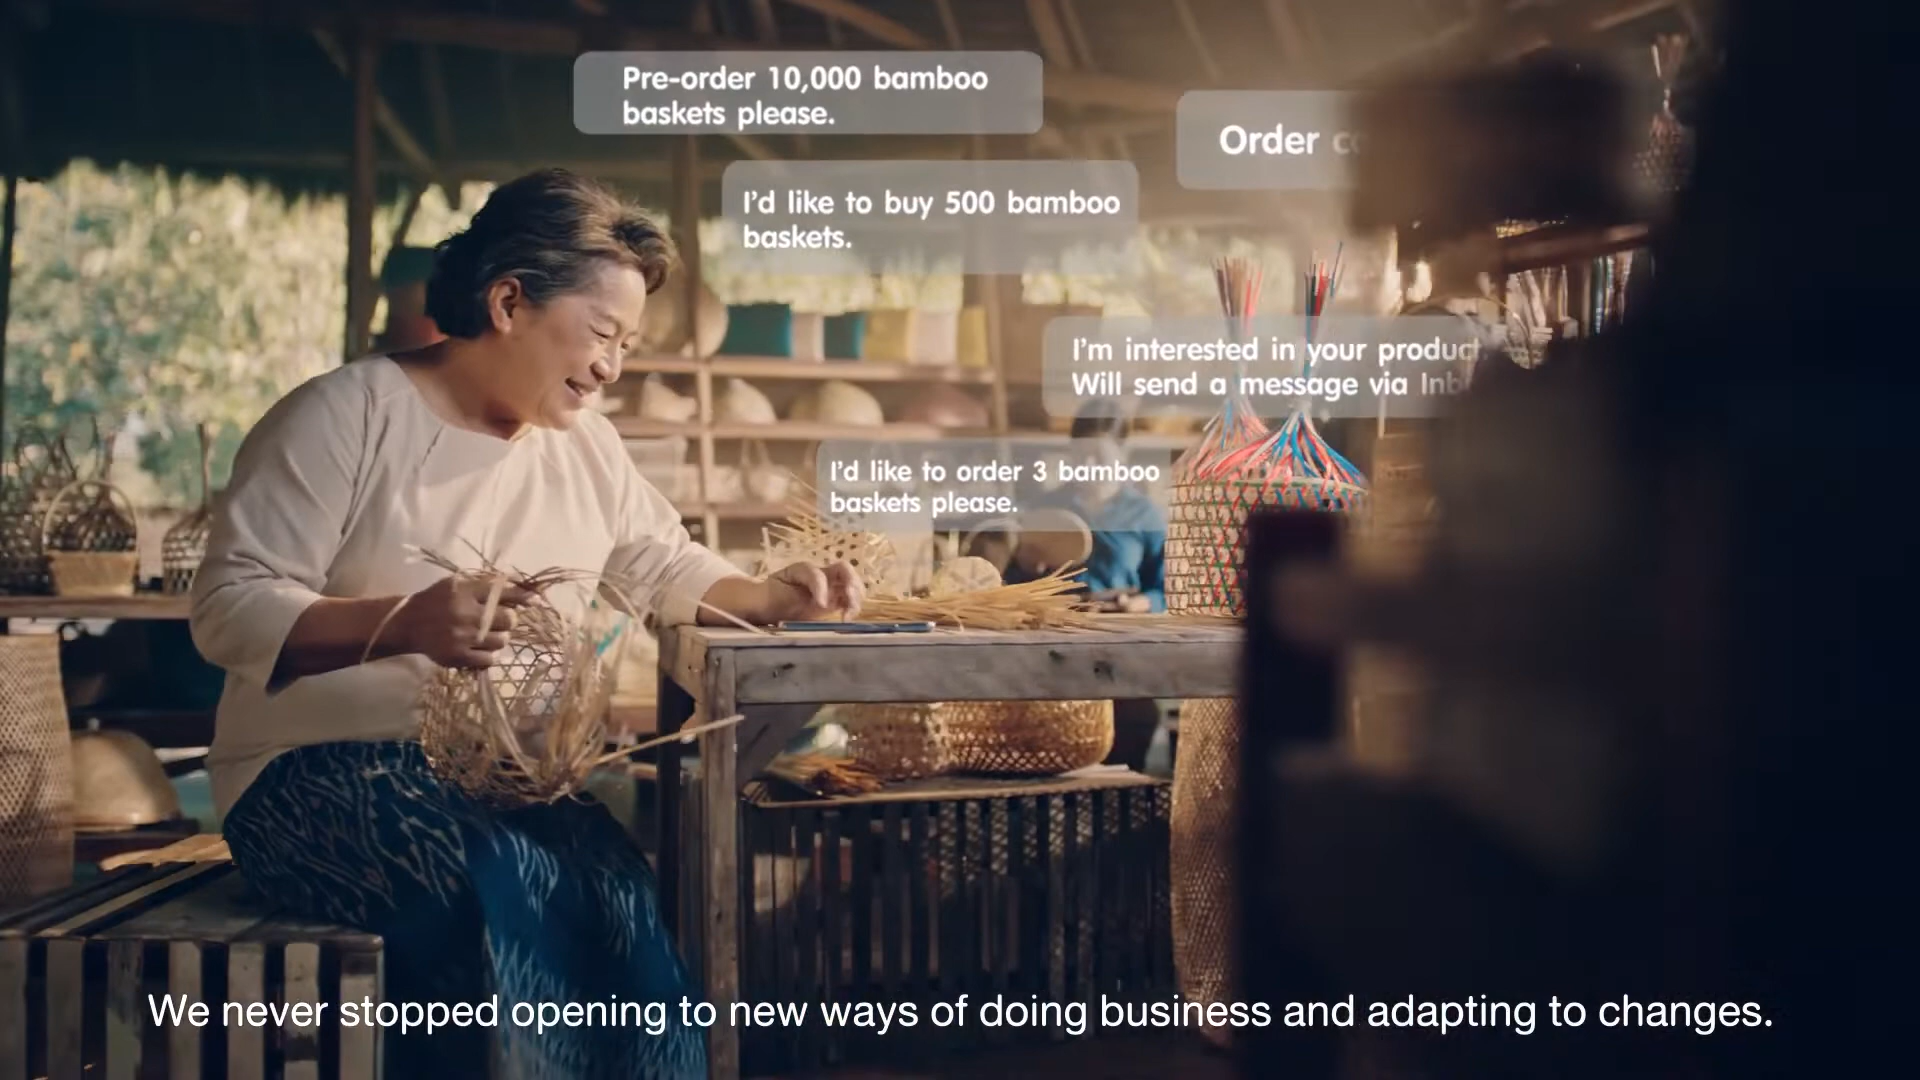 Pre-order 10,000 bamboo
baskets please.
Order
I'd like to buy 500 bamboo
baskets.
I'm interested in your product
Will send a message via
I'd like to order 3 bamboo
baskets please.
We never stopped opening to new ways of doing business and adapting to changes.